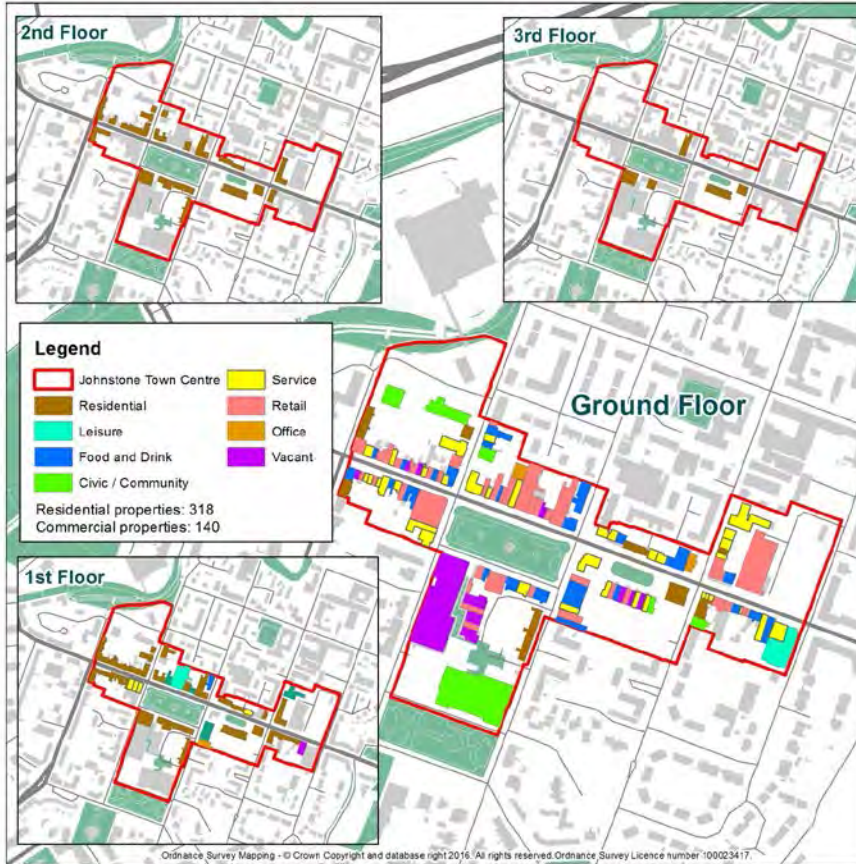 2nd Floor
3rd Floor
Legend
Johnstone Town Centre
Residential
Leisure
Food and Drink
Civic / Community
Service
Retail
Office
Vacant
Residential properties: 318
Commercial properties: 140
Ground Floor
1st Floor
Ordnance Survey Mapping - © Crown Copyright and database right 2016. All rights reserved.Ordnance Survey Licence number 100023417.